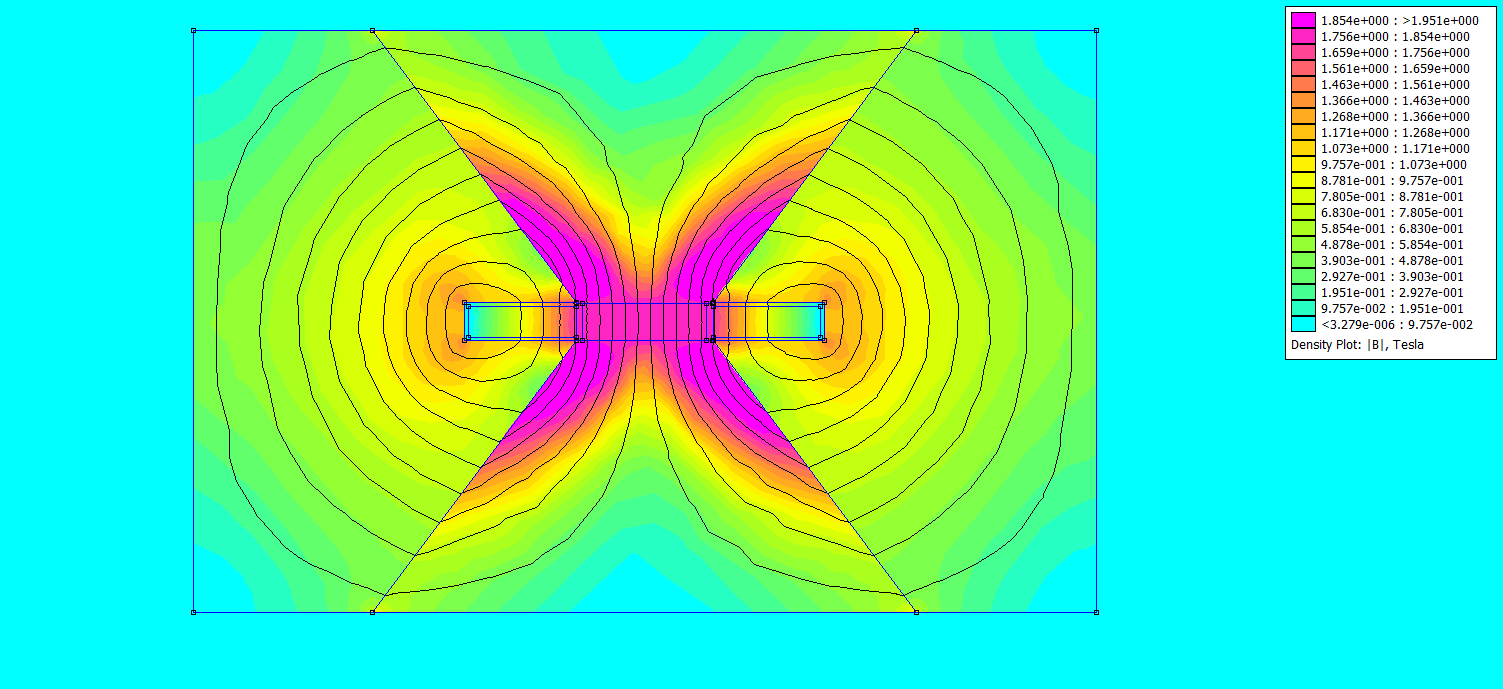 1.854e+000 : >1.951e+000
1.756e+000 : 1.854e+000
1.659e+000 : 1.756e+000
1.561e+000 : 1.659e+000
1.463e+000 : 1.561e+000
1.366e+000 : 1.463e+000
1.268e+000 : 1.366e+000
1.171e+000 : 1.268e+000
1.073e+000 : 1.171e+000
9.757e-001 : 1.073e+000
8.781e-001 : 9.757e-001
7.805e-001 : 8.781e-001
6.830e-001 : 7.805e-001
5.854e-001 : 6.830e-001
4.878e-001 : 5.854e-001
3.903e-001 : 4.878e-001
2.927e-001 : 3.903e-001
1.951e-001 : 2.927e-001
9.757e-002 : 1.951e-001
<3.279e-006 : 9.757e-002
Density Plot: |B|, Tesla